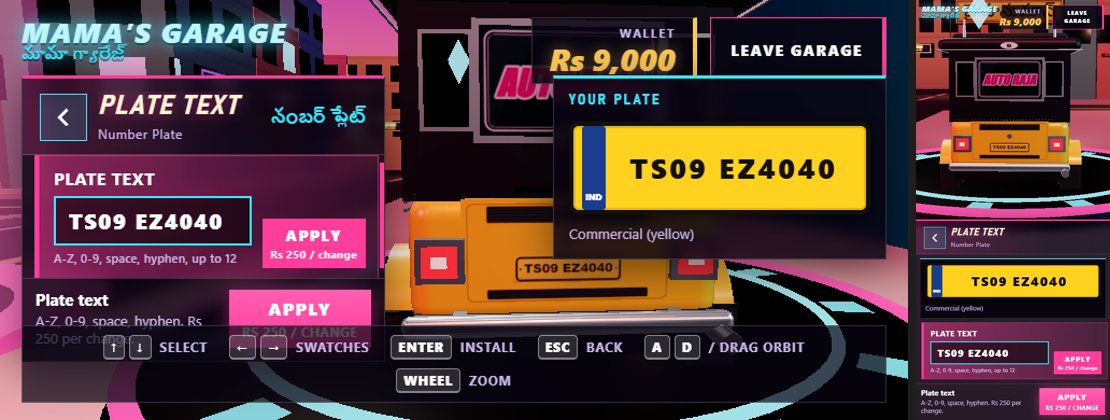 MAMA'S GARAGE
మామా గ్యారేజ్
WALLET
Rs 9,000
LEAVE GARAGE
PLATE TEXT
Number Plate
నంబర్ ప్లేట్
PLATE TEXT
TS09 EZ4040
A-Z, 0-9, space, hyphen, up to 12
APPLY
Rs 250 / change
Plate text
A-Z, 0-9, space, hyphen. Rs
250 per change.
APPLY
RS 250 / CHANGE
YOUR PLATE
IND
TS09 EZ4040
Commercial (yellow)
TS09 EZ4040
↑ ↓ SELECT ← → SWATCHES ENTER INSTALL ESC BACK A D / DRAG ORBIT
WHEEL ZOOM
MAMA'S GARAGE
WALLET
Rs 9,000
LEAVE
GARAGE
AUTO RAJA
TS09 EZ4040
PLATE TEXT
Number Plate
IND
TS09 EZ4040
Commercial (yellow)
PLATE TEXT
TS09 EZ4040
A-Z, 0-9, space, hyphen, up to 12
APPLY
Rs 250 / change
Plate text
A-Z, 0-9, space, hyphen. Rs 250 per
change.
APPLY
RS 250 / CHANGE